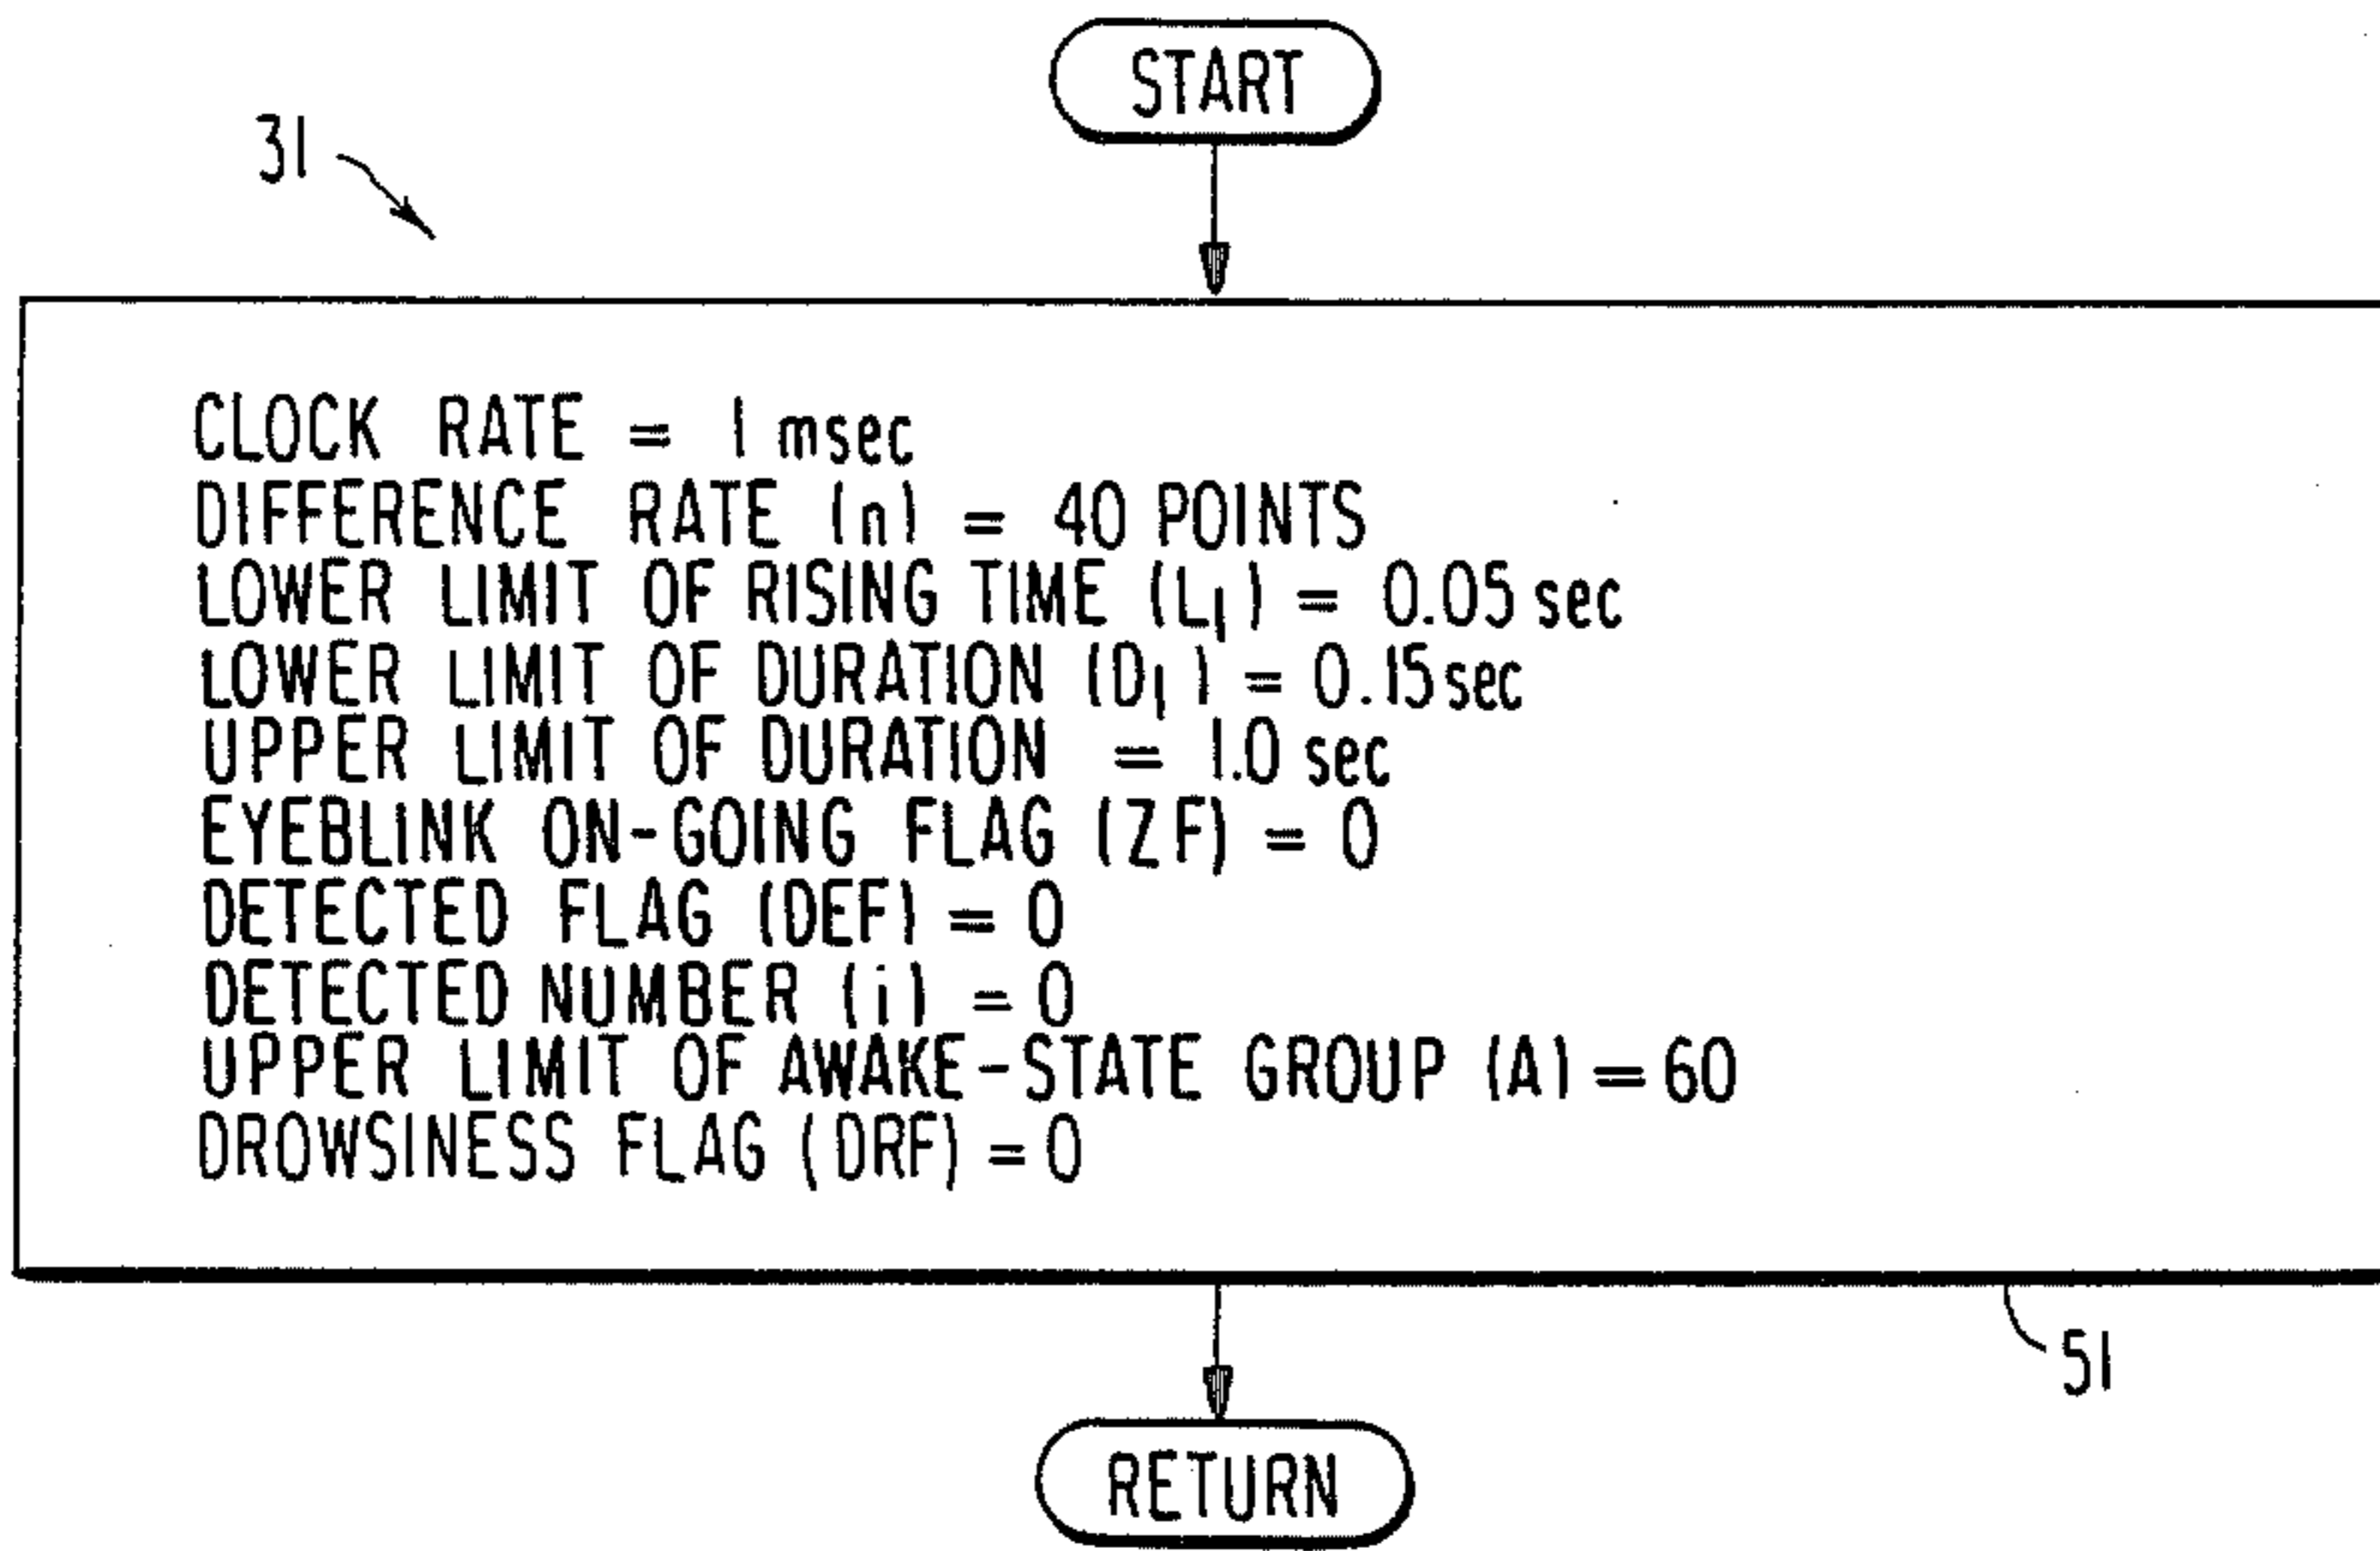 START
31
CLOCK RATE = 1 msec
DIFFERENCE RATE (n) = 40 POINTS
LOWER LIMIT OF RISING TIME (L₁) = 0.05 sec
LOWER LIMIT OF DURATION (D₁) = 0.15 sec
UPPER LIMIT OF DURATION = 1.0 sec
EYEBLINK ON-GOING FLAG (ZF) = 0
DETECTED FLAG (DEF) = 0
DETECTED NUMBER (i) = 0
UPPER LIMIT OF AWAKE-STATE GROUP (A) = 60
DROWSINESS FLAG (DRF) = 0
51
RETURN